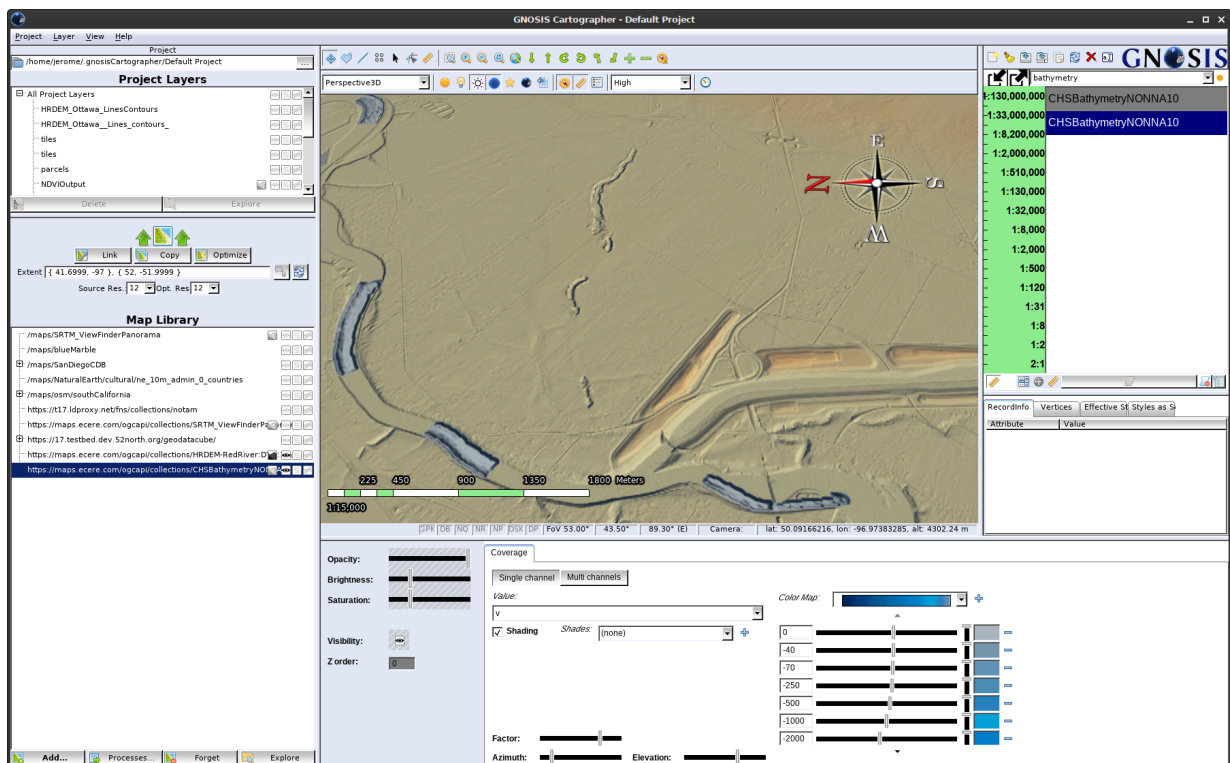 GNOSIS Cartographer - Default Project
Project Layer View Help
Project
/home/jerome/.gnosisCartographer/Default Project
...
Project Layers
All Project Layers
HRDEM_Ottawa_LinesContours
HRDEM_Ottawa__Lines_contours_
tiles
tiles
parcels
NDVIOutput
Delete
Explore
Link
Copy
Optimize
Extent { 41.6999, -97 }, { 52, -51.9999 }
Source Res.: 12 Opt. Res 12
Map Library
/maps/SRTM_ViewFinderPanorama
/maps/blueMarble
/maps/SanDiegoCDB
/maps/NaturalEarth/cultural/ne_10m_admin_0_countries
/maps/osm/southCalifornia
https://t17.ldproxy.net/fns/collections/notam
https://maps.ecere.com/ogcapi/collections/SRTM_ViewFinderPa
https://17.testbed.dev.52north.org/geodatacube/
https://maps.ecere.com/ogcapi/collections/HRDEM-RedRiver:D
https://maps.ecere.com/ogcapi/collections/CHSBathymetryNONNA
Add...
Processes...
Forget
Explore
Perspective3D
High
E
N
S
W
225 450 900 1350 1800 Meters
1:15,000
GPK DB NO NR NP DSK DP FoV 53.00° 43.50° 89.30° (E) Camera: lat: 50.09166216, lon: -96.97383285, alt: 4302.24 m
GNOSIS
bathymetry
1:130,000,000 CHSBathymetryNONNA10
1:33,000,000 CHSBathymetryNONNA10
1:8,200,000
1:2,000,000
1:510,000
1:130,000
1:32,000
1:8,000
1:2,000
1:500
1:120
1:31
1:8
1:2
2:1
RecordInfo Vertices Effective St Styles as S
Attribute Value
Opacity:
Brightness:
Saturation:
Visibility:
Z order: 0
Coverage
Single channel Multi channels
Value:
v
Shading Shades: (none)
Factor:
Azimuth: Elevation:
Color Map:
0
-40
-70
-250
-500
-1000
-2000